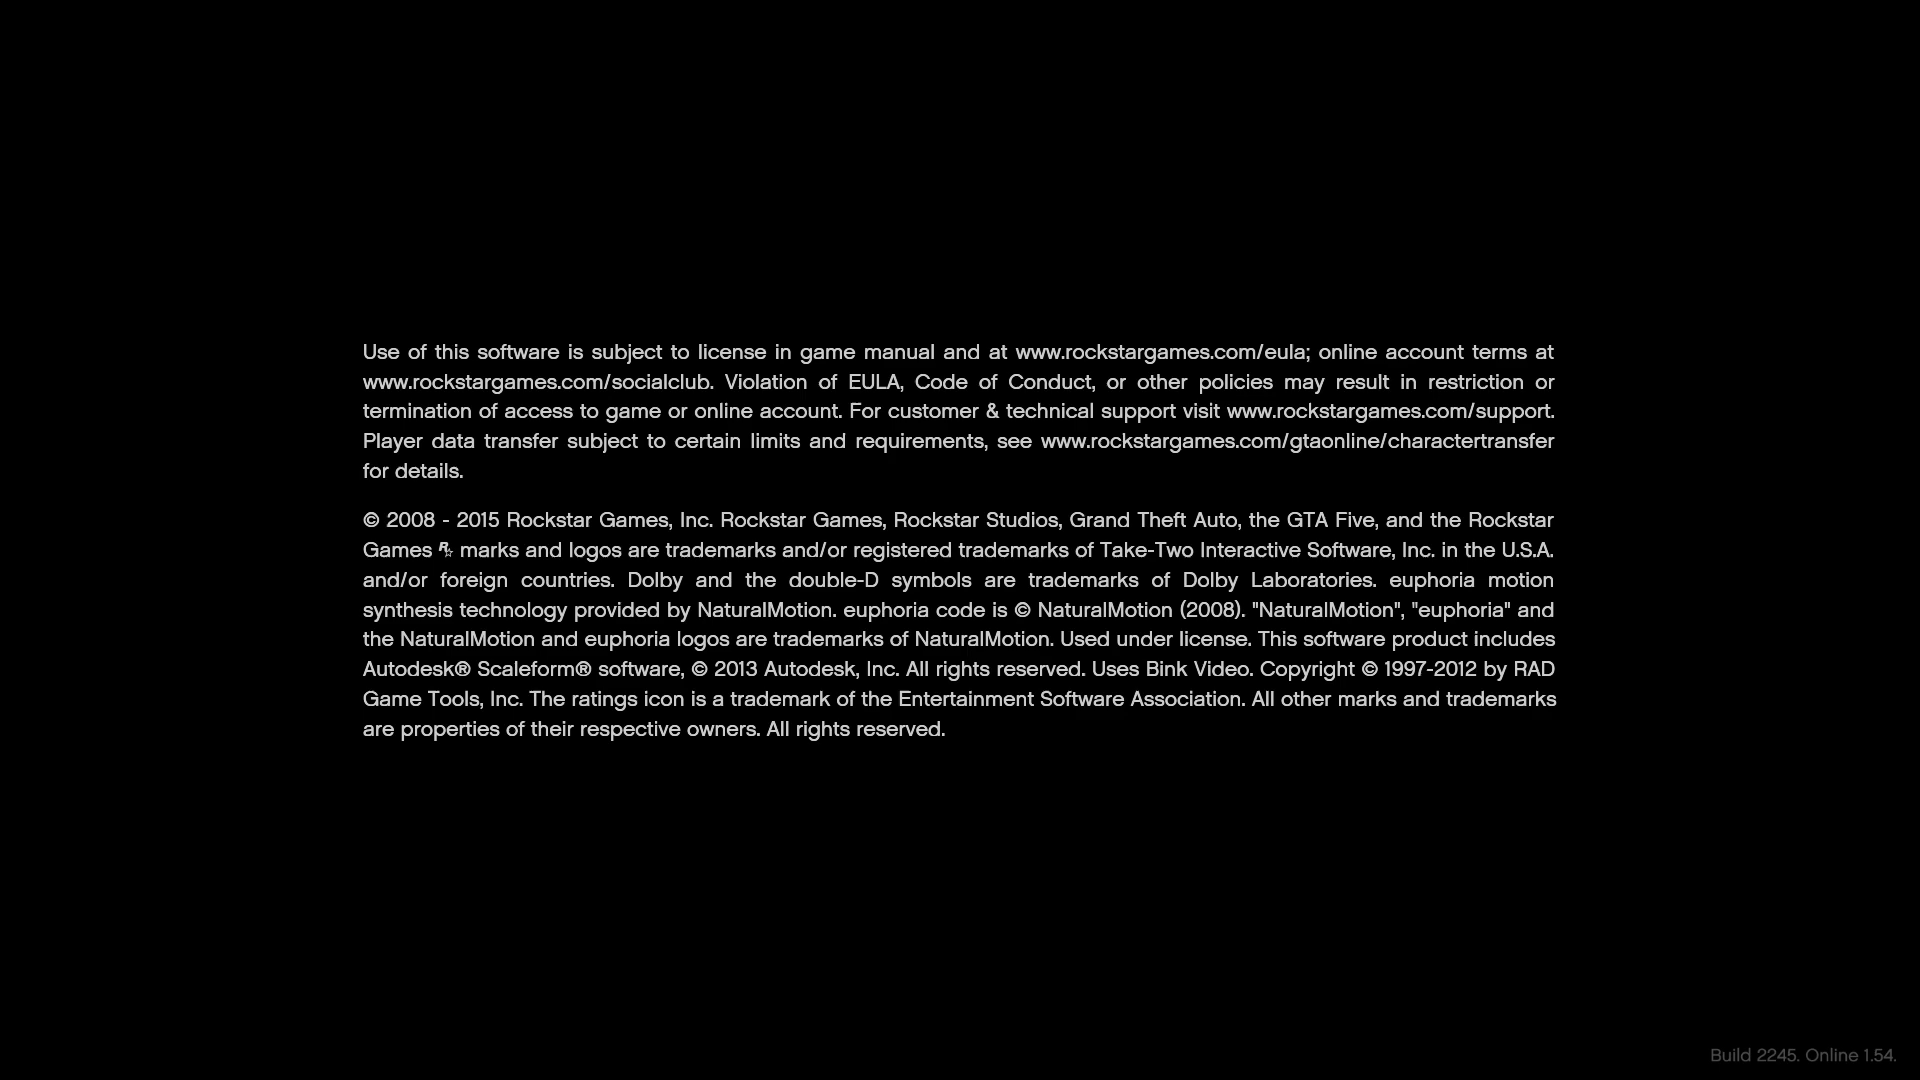 Use of this software is subject to license in game manual and at www.rockstargames.com/eula; online account terms at
www.rockstargames.com/socialclub. Violation of EULA, Code of Conduct, or other policies may result in restriction or
termination of access to game or online account. For customer & technical support visit www.rockstargames.com/support.
Player data transfer subject to certain limits and requirements, see www.rockstargames.com/gtaonline/charactertransfer
for details.
© 2008 - 2015 Rockstar Games, Inc. Rockstar Games, Rockstar Studios, Grand Theft Auto, the GTA Five, and the Rockstar
Games R* marks and logos are trademarks and/or registered trademarks of Take-Two Interactive Software, Inc. in the U.S.A.
and/or foreign countries. Dolby and the double-D symbols are trademarks of Dolby Laboratories. euphoria motion
synthesis technology provided by NaturalMotion. euphoria code is © NaturalMotion (2008). "NaturalMotion", "euphoria" and
the NaturalMotion and euphoria logos are trademarks of NaturalMotion. Used under license. This software product includes
Autodesk® Scaleform® software, © 2013 Autodesk, Inc. All rights reserved. Uses Bink Video. Copyright © 1997-2012 by RAD
Game Tools, Inc. The ratings icon is a trademark of the Entertainment Software Association. All other marks and trademarks
are properties of their respective owners. All rights reserved.
Build 2245. Online 1.54.